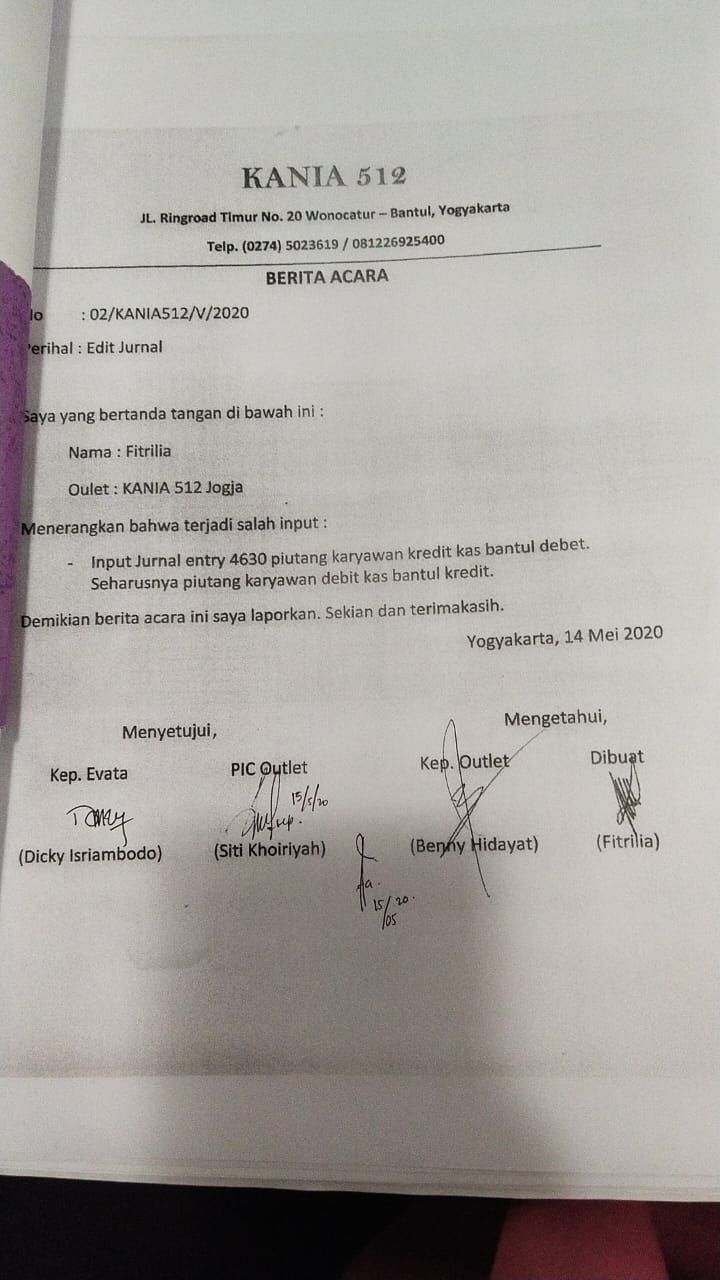 KANIA 512
JL. Ringroad Timur No. 20 Wonocatur – Bantul, Yogyakarta
Telp. (0274) 5023619 / 081226925400
BERITA ACARA
lo : 02/KANIA512/V/2020
erihal : Edit Jurnal
Saya yang bertanda tangan di bawah ini :
Nama : Fitrilia
Oulet : KANIA 512 Jogja
Menerangkan bahwa terjadi salah input :
- Input Jurnal entry 4630 piutang karyawan kredit kas bantul debet.
Seharusnya piutang karyawan debit kas bantul kredit.
Demikian berita acara ini saya laporkan. Sekian dan terimakasih.
Yogyakarta, 14 Mei 2020
Menyetujui, Mengetahui,
Kep. Evata PIC Outlet Kep. Outlet Dibuat
15/5/20
(Dicky Isriambodo) (Siti Khoiriyah) (Benny Hidayat) (Fitrilia)
15/05 20